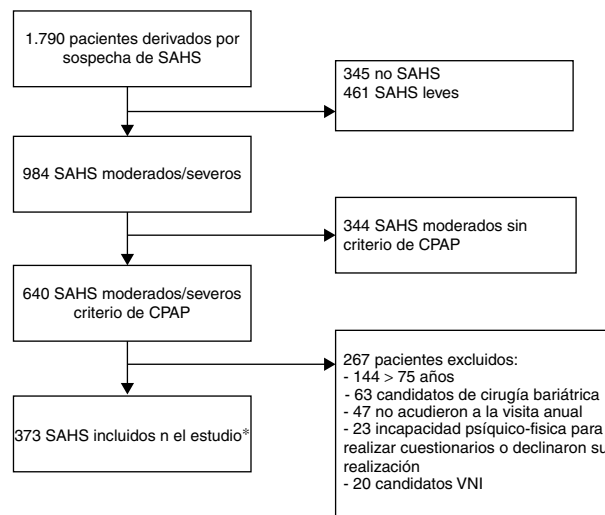 1.790 pacientes derivados por
sospecha de SAHS
345 no SAHS
461 SAHS leves
984 SAHS moderados/severos
344 SAHS moderados sin
criterio de CPAP
640 SAHS moderados/severos
criterio de CPAP
267 pacientes excluidos:
- 144 > 75 años
- 63 candidatos de cirugía bariátrica
- 47 no acudieron a la visita anual
- 23 incapacidad psíquico-fisica para
realizar cuestionarios o declinaron su
realización
- 20 candidatos VNI
373 SAHS incluidos n el estudio*